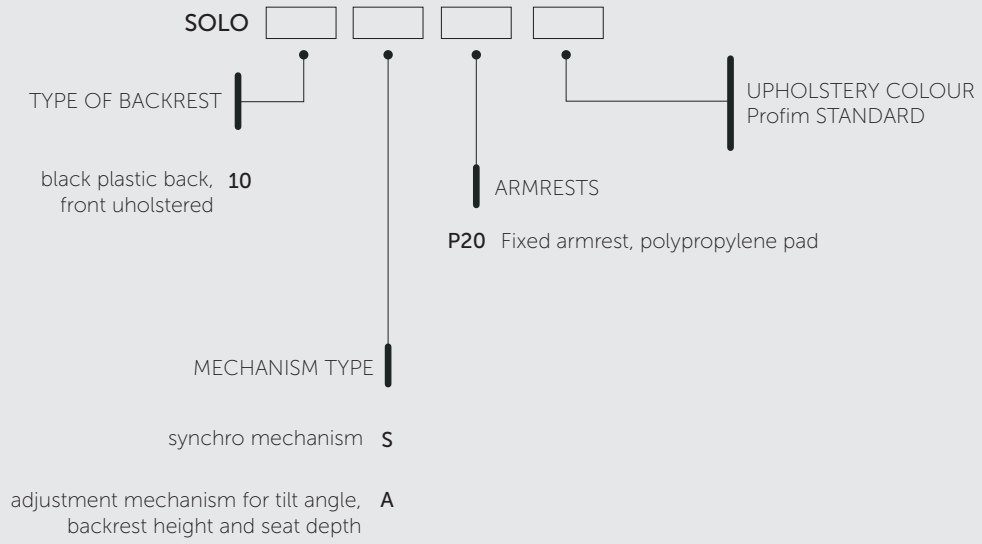 SOLO
TYPE OF BACKREST
black plastic back, 10
front uholstered
UPHOLSTERY COLOUR
Profim STANDARD
ARMRESTS
P20 Fixed armrest, polypropylene pad
MECHANISM TYPE
synchro mechanism S
adjustment mechanism for tilt angle, A
backrest height and seat depth